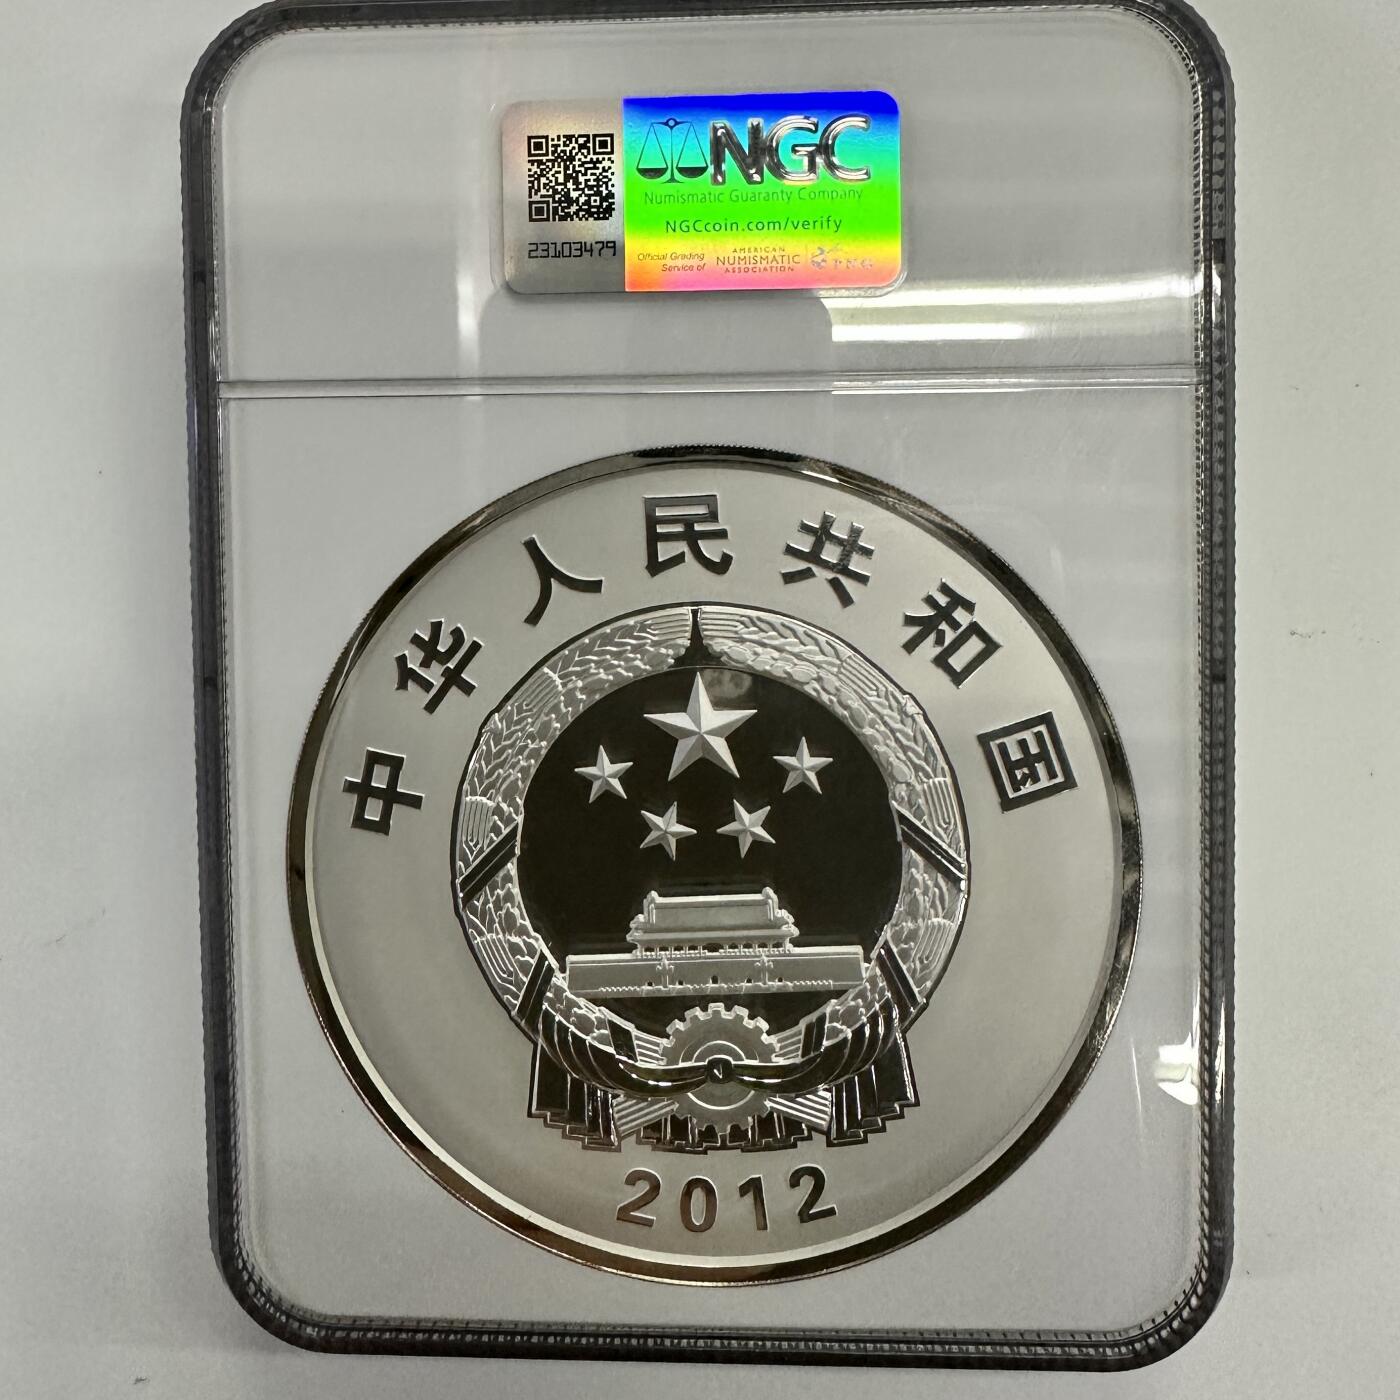 NGC
Numismatic Guaranty Company
NGCcoin.com/verify
23103479
Official Grading
Service of
AMERICAN
NUMISMATIC
ASSOCIATION
PNG
中华人民共和国
2012